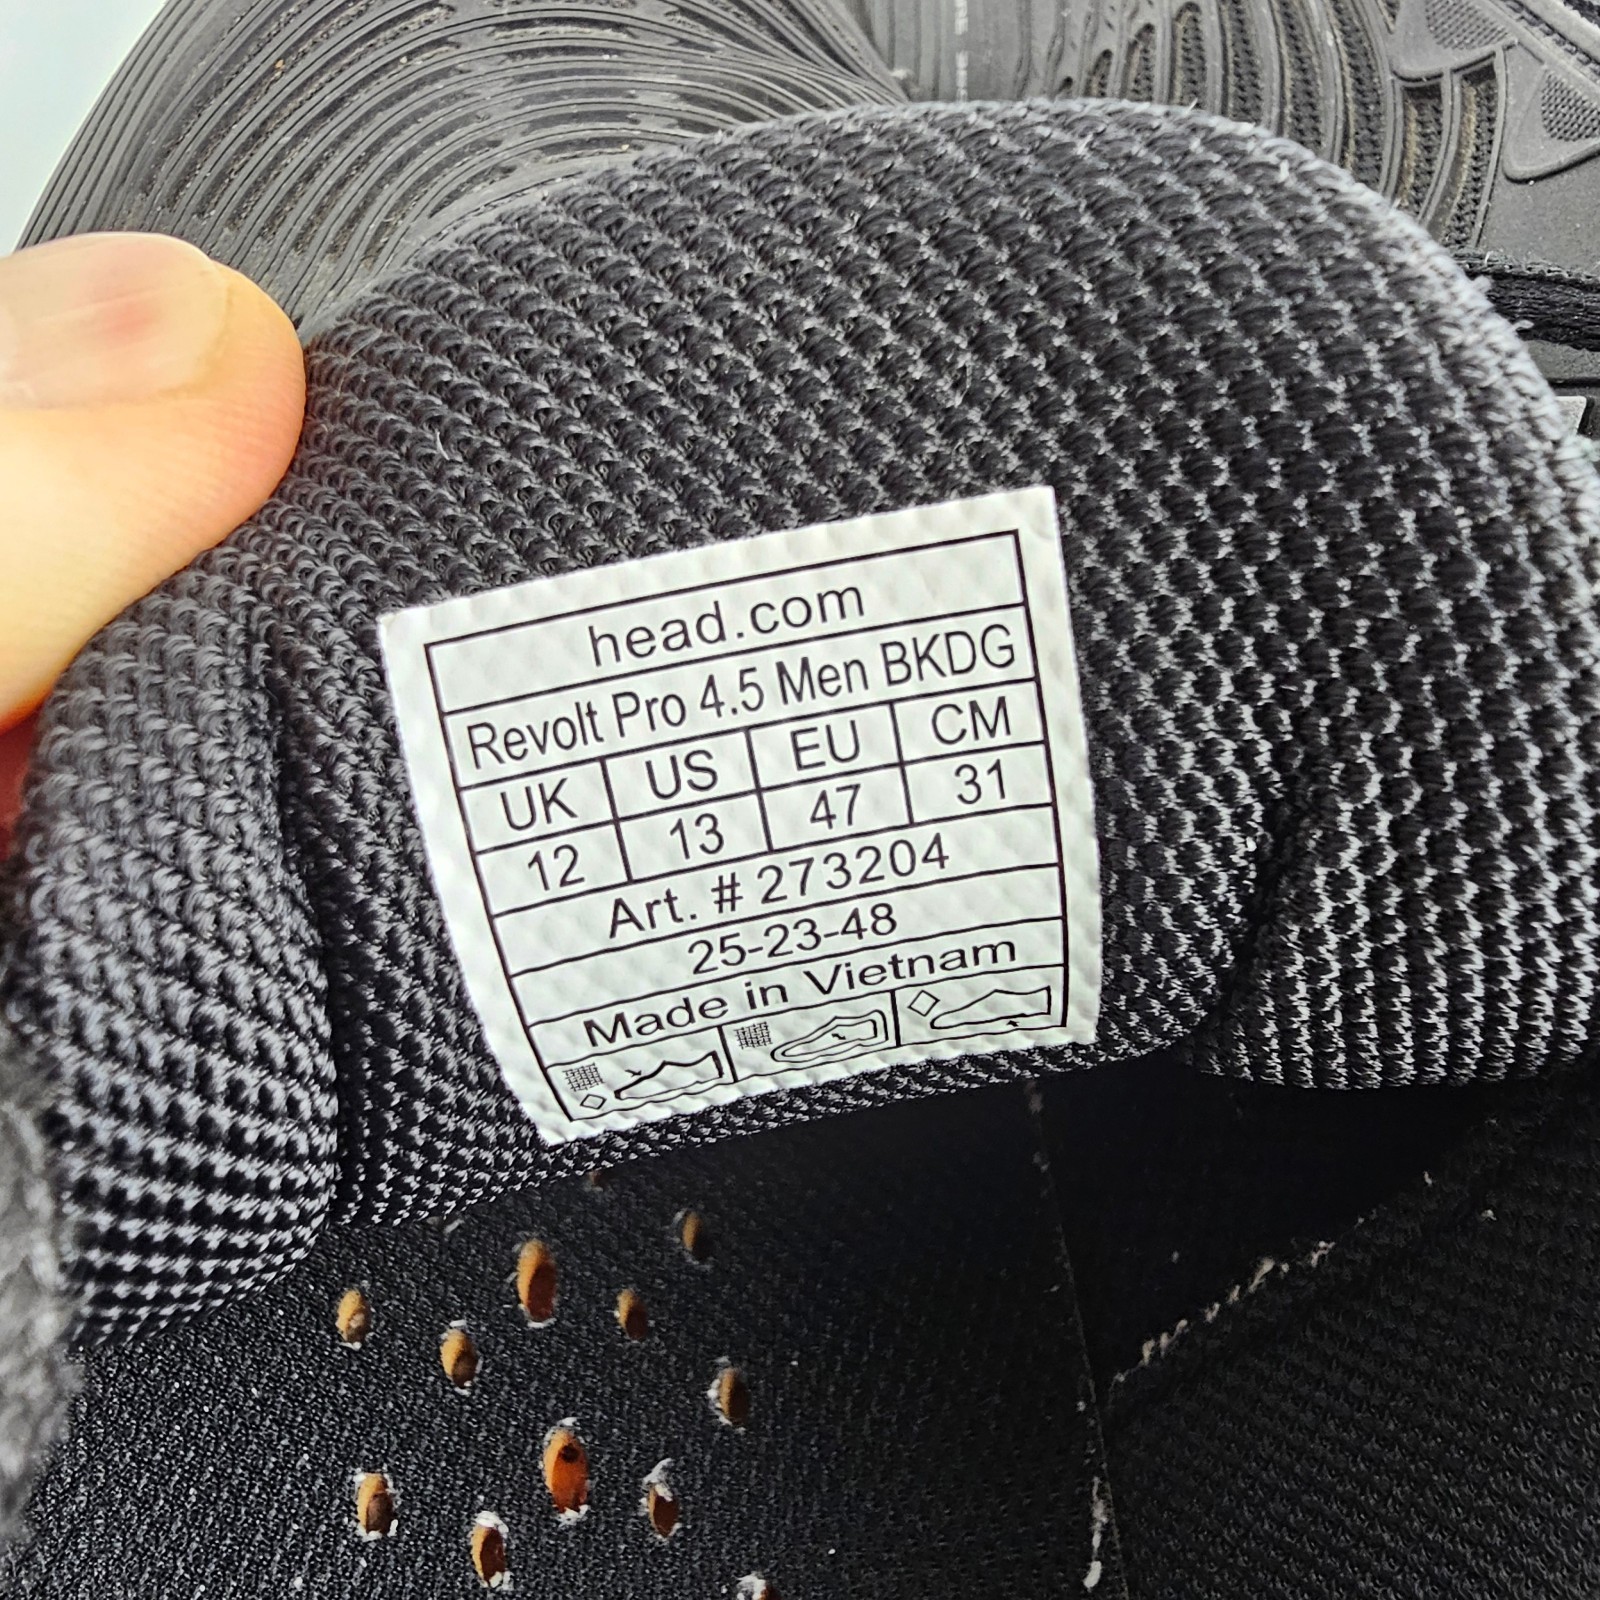 head.com
Revolt Pro 4.5 Men BKDG
UK US EU CM
12 13 47 31
Art. # 273204
25-23-48
Made in Vietnam